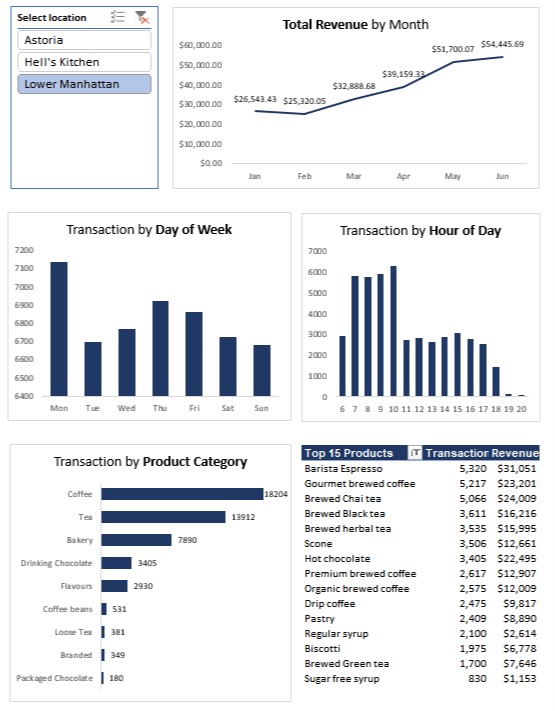 Select location
Astoria
Hell's Kitchen
Lower Manhattan
Total Revenue by Month
$60,000.00
$50,000.00
$40,000.00
$30,000.00
$20,000.00
$10,000.00
$0.00
$26,543.43 $25,320.05 $32,888.68 $39,159.33 $51,700.07 $54,445.69
Jan Feb Mar Apr May Jun
Transaction by Day of Week
7200
7100
7000
6900
6800
6700
6600
6500
6400
Mon Tue Wed Thu Fri Sat Sun
Transaction by Hour of Day
7000
6000
5000
4000
3000
2000
1000
0
6 7 8 9 10 11 12 13 14 15 16 17 18 19 20
Transaction by Product Category
Coffee 18204
Tea 13912
Bakery 7890
Drinking Chocolate 3405
Flavours 2930
Coffee beans 531
Loose Tea 381
Branded 349
Packaged Chocolate 180
Top 15 Products Transaction Revenue
Barista Espresso 5,320 $31,051
Gourmet brewed coffee 5,217 $23,201
Brewed Chai tea 5,066 $24,009
Brewed Black tea 3,611 $16,216
Brewed herbal tea 3,535 $15,995
Scone 3,506 $12,661
Hot chocolate 3,405 $22,495
Premium brewed coffee 2,617 $12,907
Organic brewed coffee 2,575 $12,009
Drip coffee 2,475 $9,817
Pastry 2,409 $8,890
Regular syrup 2,100 $2,614
Biscotti 1,975 $6,778
Brewed Green tea 1,700 $7,646
Sugar free syrup 830 $1,153